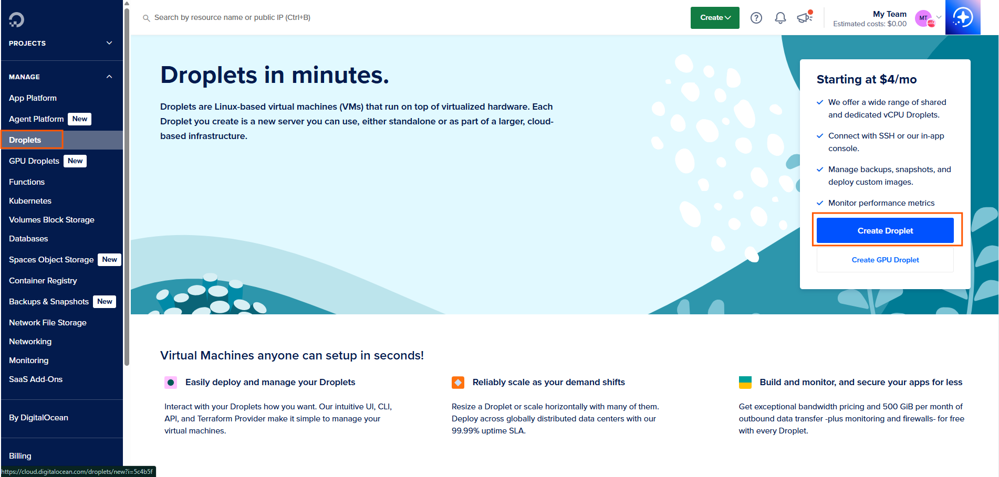 Search by resource name or public IP (Ctrl+B)
Create
?
My Team
Estimated costs: $0.00
MT
PROJECTS
MANAGE
App Platform
Agent Platform New
Droplets
GPU Droplets New
Functions
Kubernetes
Volumes Block Storage
Databases
Spaces Object Storage New
Container Registry
Backups & Snapshots New
Network File Storage
Networking
Monitoring
SaaS Add-Ons
By DigitalOcean
Billing
https://cloud.digitalocean.com/droplets/new?i=5c4b5f
Droplets in minutes.
Droplets are Linux-based virtual machines (VMs) that run on top of virtualized hardware. Each
Droplet you create is a new server you can use, either standalone or as part of a larger, cloud-
based infrastructure.
Starting at $4/mo
We offer a wide range of shared
and dedicated vCPU Droplets.
Connect with SSH or our in-app
console.
Manage backups, snapshots, and
deploy custom images.
Monitor performance metrics
Create Droplet
Create GPU Droplet
Virtual Machines anyone can setup in seconds!
Easily deploy and manage your Droplets
Interact with your Droplets how you want. Our intuitive UI, CLI,
API, and Terraform Provider make it simple to manage your
virtual machines.
Reliably scale as your demand shifts
Resize a Droplet or scale horizontally with many of them.
Deploy across globally distributed data centers with our
99.99% uptime SLA.
Build and monitor, and secure your apps for less
Get exceptional bandwidth pricing and 500 GiB per month of
outbound data transfer -plus monitoring and firewalls- for free
with every Droplet.